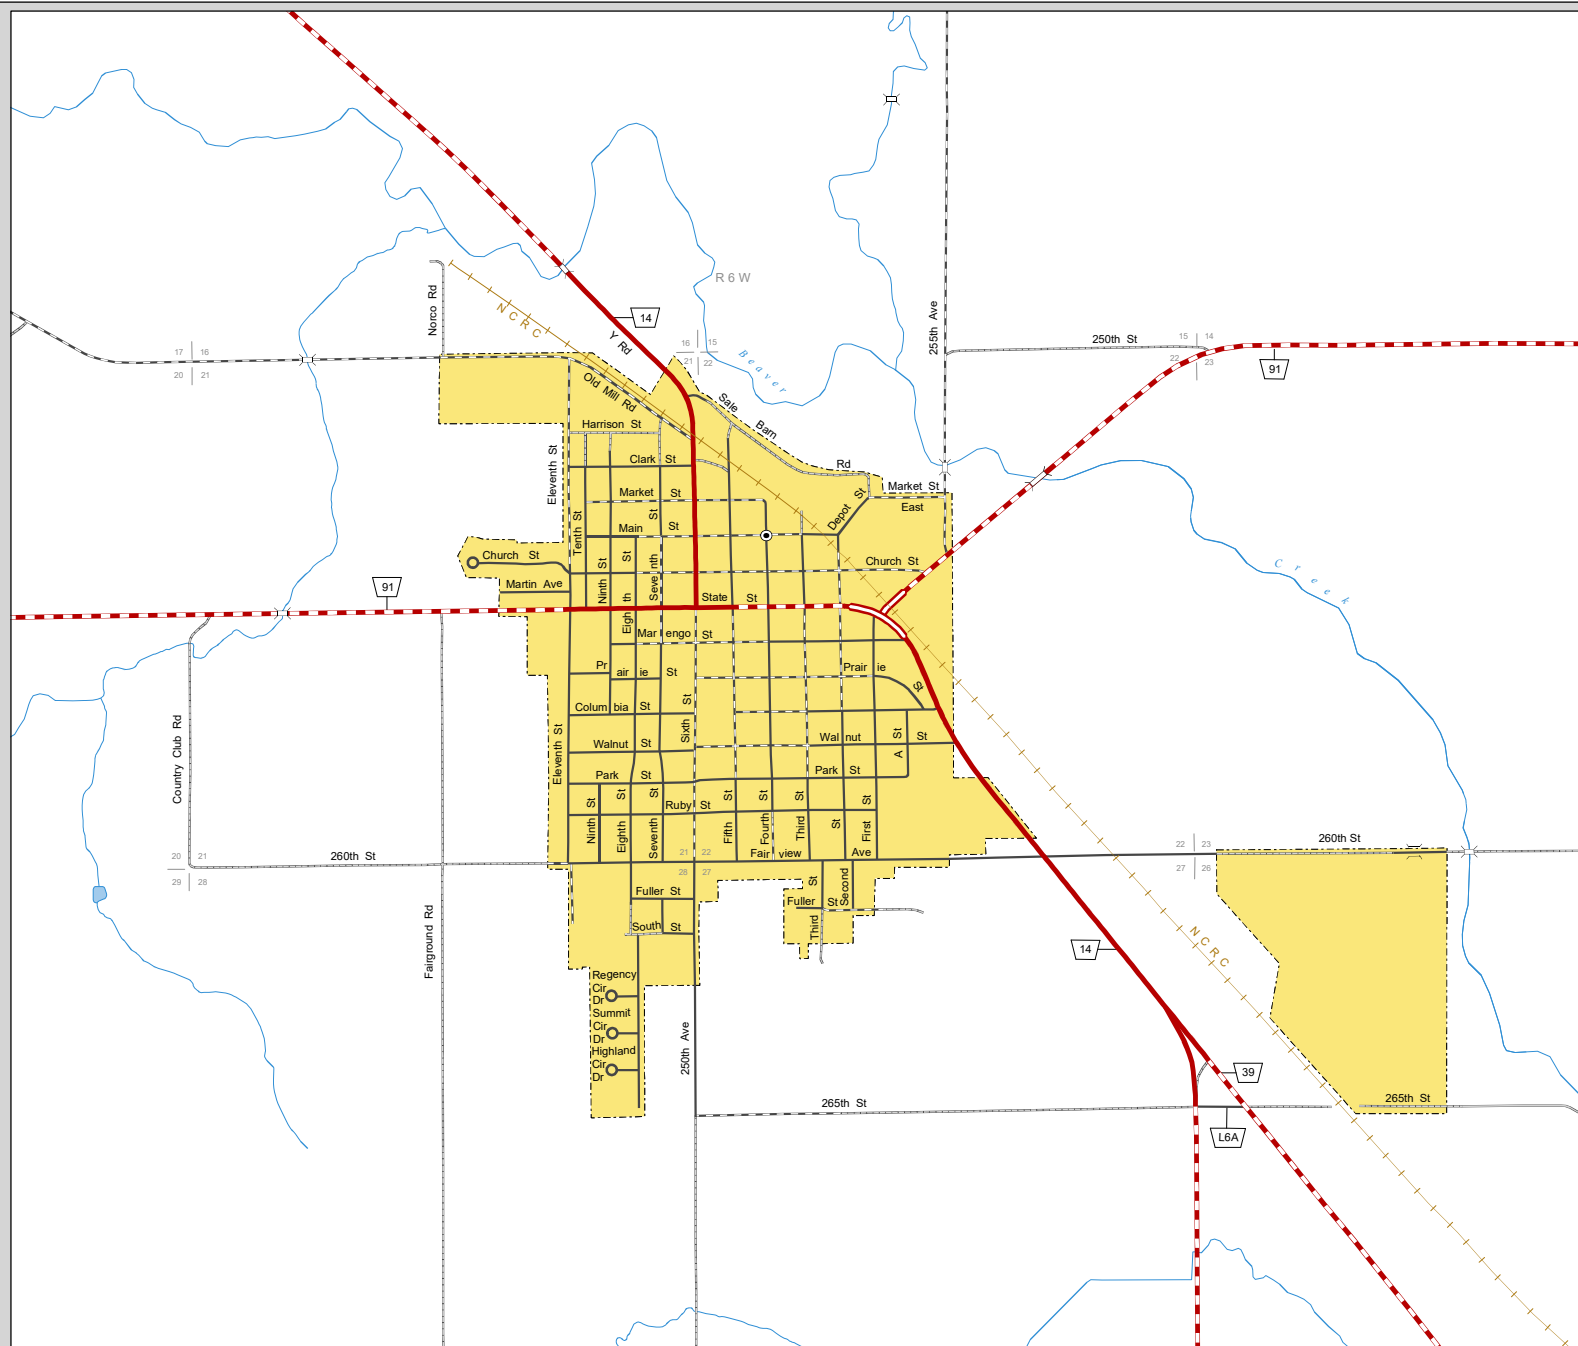 R 6 W
14
N C R C
Norco Rd
Y Rd
255th Ave
250th St
15 14
22 23
91
17 16
20 21
16 15
21 22
Beaver
Old Mill Rd
Sale
Barn
Rd
Harrison St
Eleventh St
Clark St
Market St
Market St
East
Depot St
Main St
Tenth St
St
Church St
Church St
Martin Ave
Ninth St
Eighth St
Seventh
Creek
91
State St
Marengo St
Prairie St
Prairie
St
Country Club Rd
Columbia St
Sixth St
Eleventh St
Walnut St
Walnut St
A St
Park St
Park St
Ninth St
Eighth St
Seventh St
Ruby St
Fifth St
Fourth St
Third St
St
First St
Fairview Ave
20 21
29 28
260th St
21 22
28 27
22 23
27 26
260th St
Fuller St
Fuller St
Third St
Second
South St
Fairground Rd
14
N C R C
Regency
Cir
Dr
Summit
Cir
Dr
Highland
Cir
Dr
250th Ave
39
265th St
265th St
L6A